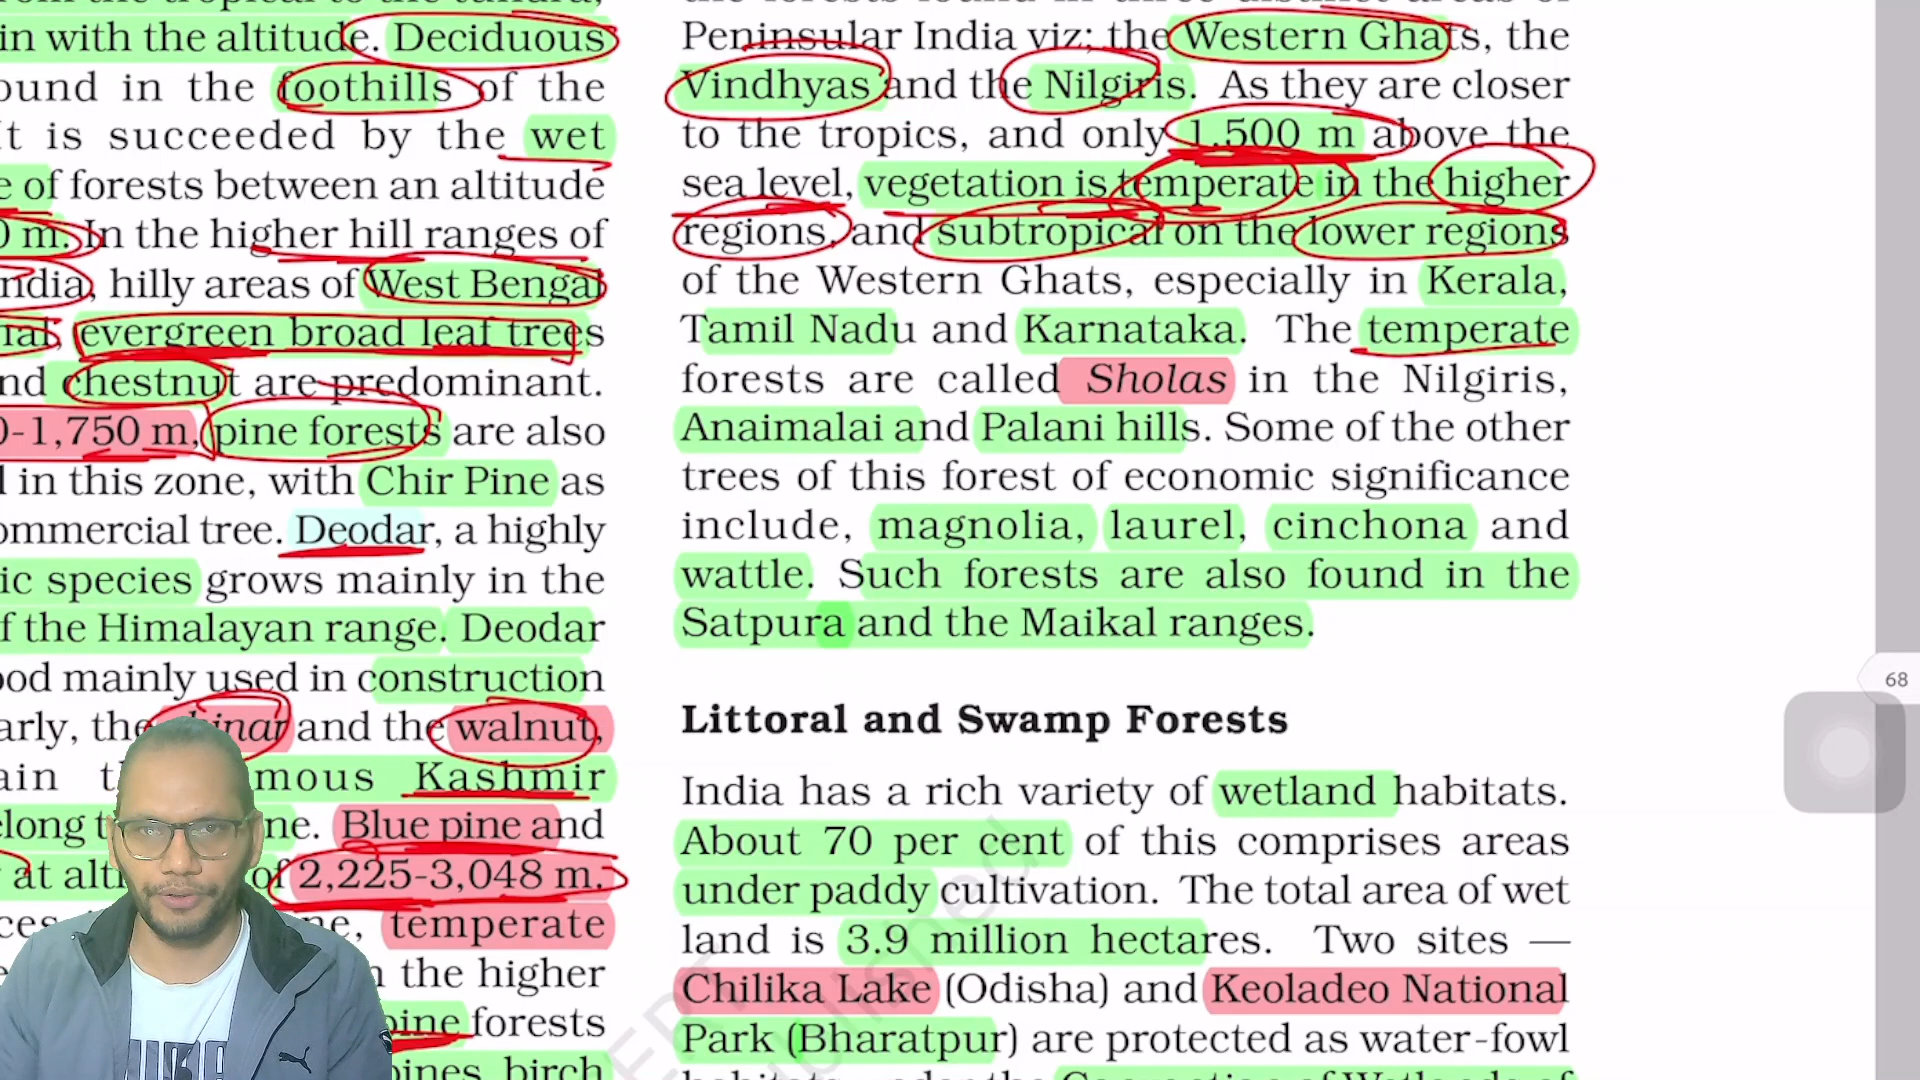 in with the altitude. Deciduous
ound in the foothills of the
It is succeeded by the wet
e of forests between an altitude
0 m. In the higher hill ranges of
ndia, hilly areas of West Bengal
nal, evergreen broad leaf trees
nd chestnut are predominant.
0-1,750 m, pine forests are also
l in this zone, with Chir Pine as
ommercial tree. Deodar, a highly
ic species grows mainly in the
f the Himalayan range. Deodar
ood mainly used in construction
arly, the chinar and the walnut,
ain mous Kashmir
elong ne. Blue pine and
at alt of 2,225-3,048 m.
ces ne, temperate
n the higher
pine forests
pines birch
Peninsular India viz; the Western Ghats, the
Vindhyas and the Nilgiris. As they are closer
to the tropics, and only 1,500 m above the
sea level, vegetation is temperate in the higher
regions, and subtropical on the lower regions
of the Western Ghats, especially in Kerala,
Tamil Nadu and Karnataka. The temperate
forests are called Sholas in the Nilgiris,
Anaimalai and Palani hills. Some of the other
trees of this forest of economic significance
include, magnolia, laurel, cinchona and
wattle. Such forests are also found in the
Satpura and the Maikal ranges.
Littoral and Swamp Forests
India has a rich variety of wetland habitats.
About 70 per cent of this comprises areas
under paddy cultivation. The total area of wet
land is 3.9 million hectares. Two sites —
Chilika Lake (Odisha) and Keoladeo National
Park (Bharatpur) are protected as water-fowl
68